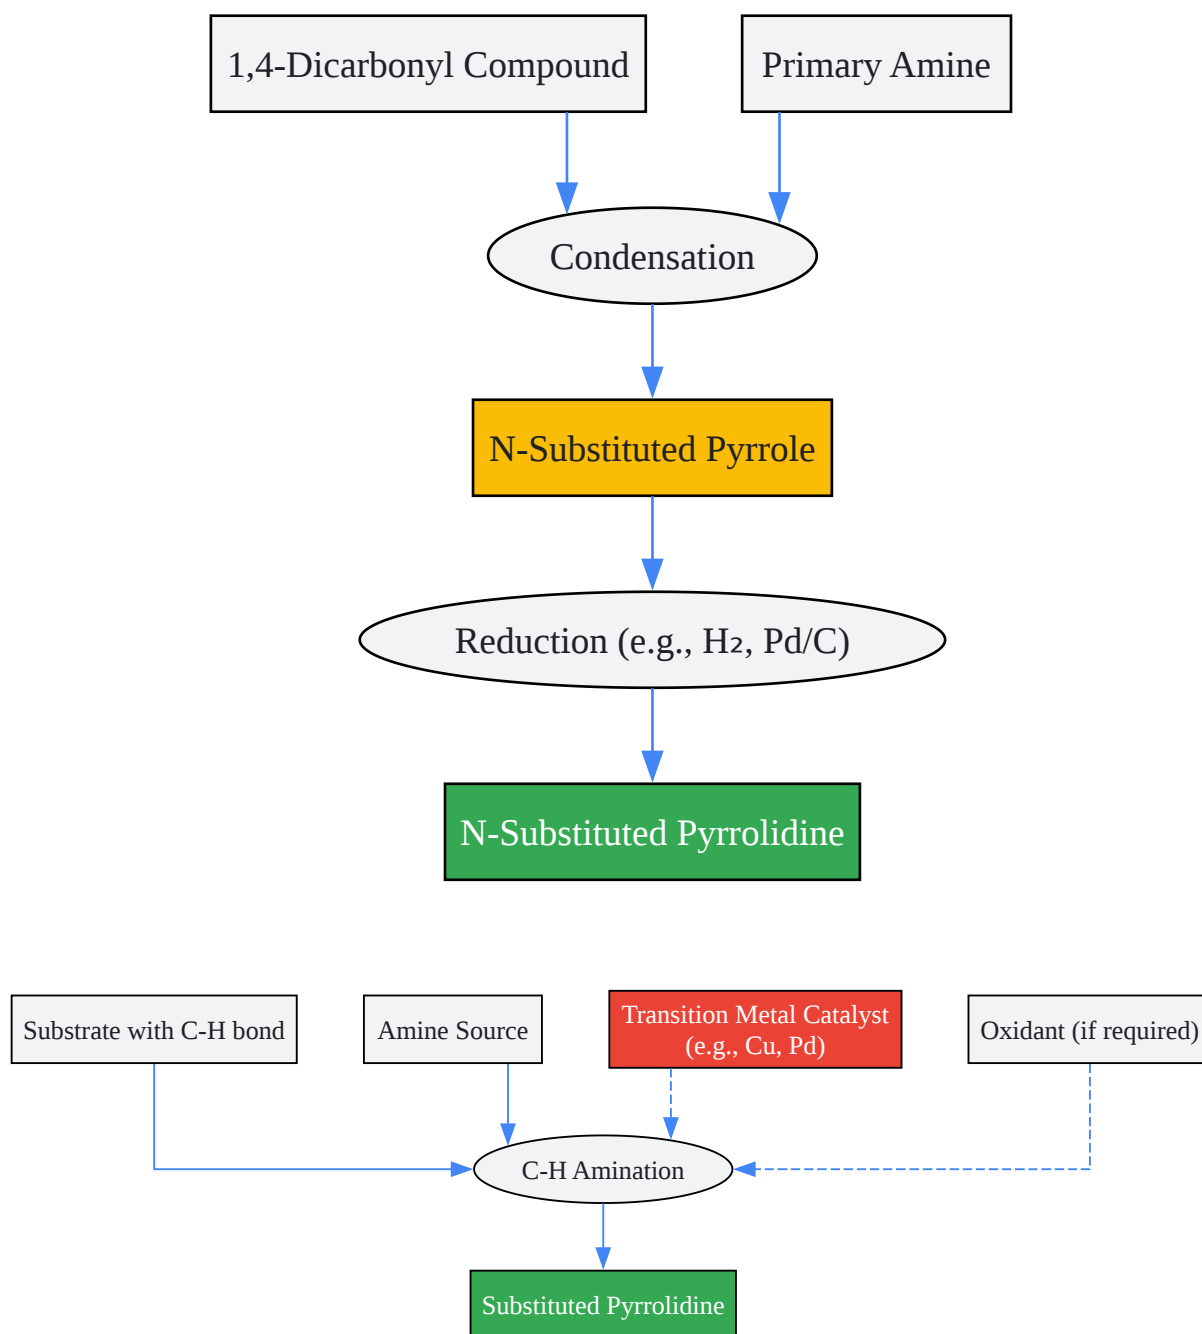 1,4-Dicarbonyl Compound
Primary Amine
Condensation
N-Substituted Pyrrole
Reduction (e.g., H₂, Pd/C)
N-Substituted Pyrrolidine
Substrate with C-H bond
Amine Source
Transition Metal Catalyst
(e.g., Cu, Pd)
Oxidant (if required)
C-H Amination
Substituted Pyrrolidine